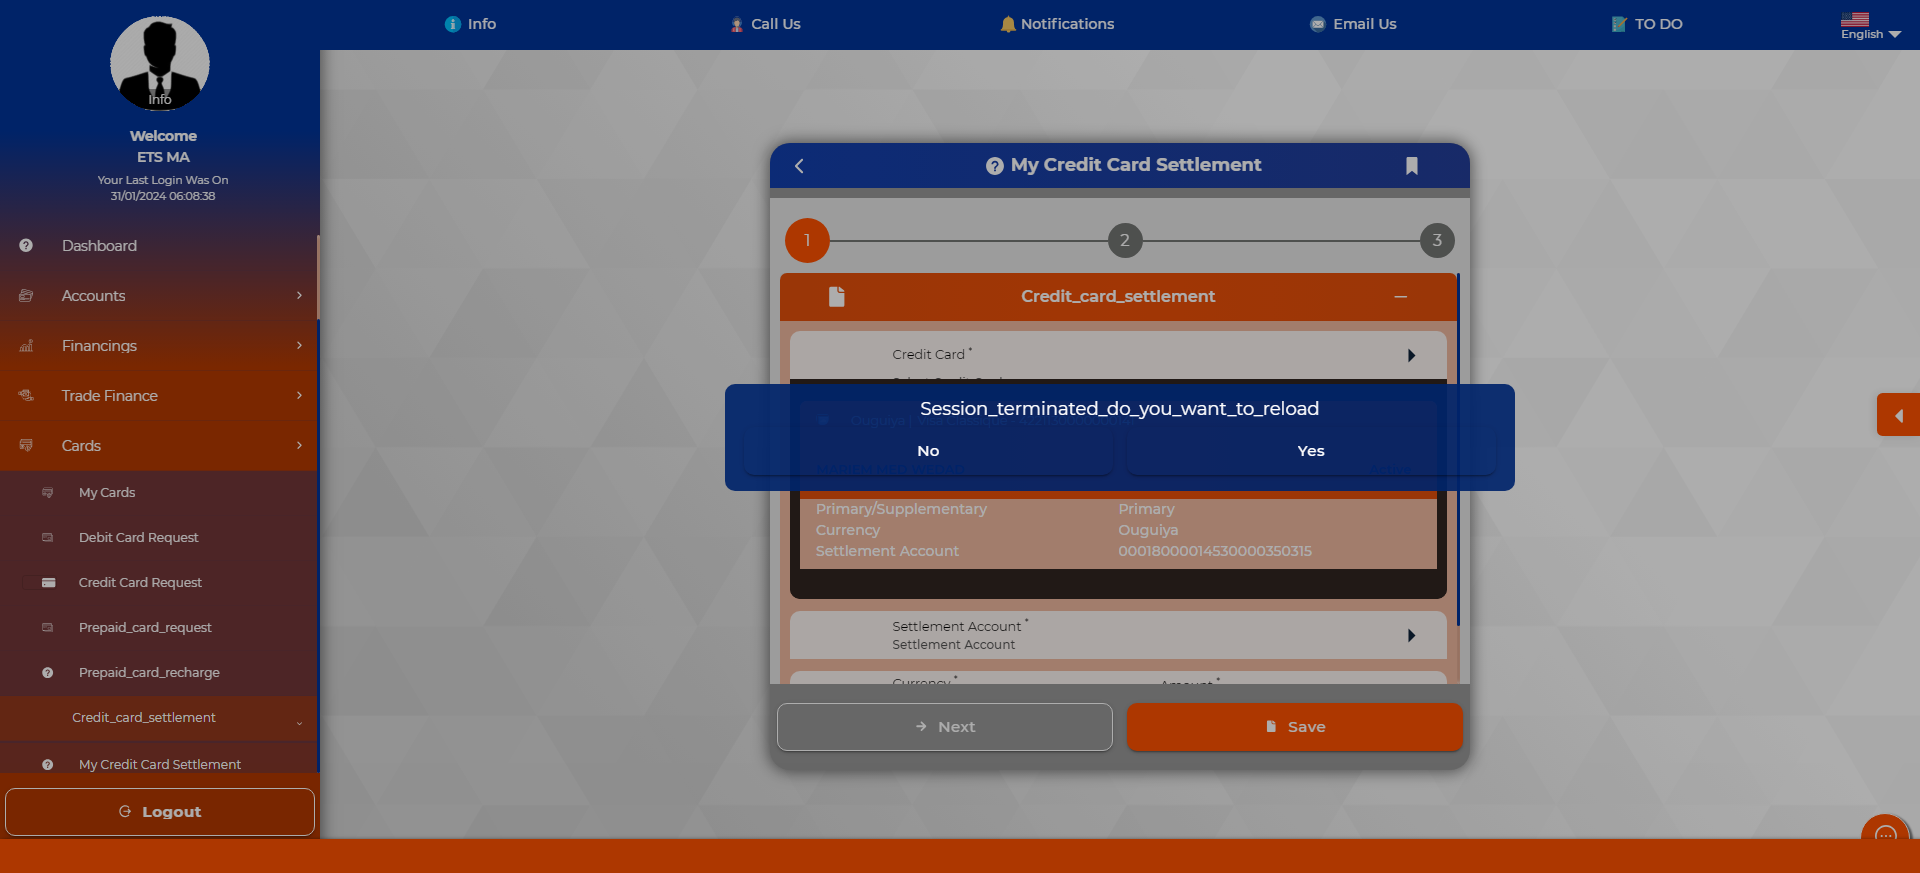 Info
Call Us
Notifications
Email Us
TO DO
English
Info
Welcome
ETS MA
Your Last Login Was On
31/01/2024 06:08:38
Dashboard
Accounts
Financings
Trade Finance
Cards
My Cards
Debit Card Request
Credit Card Request
Prepaid_card_request
Prepaid_card_recharge
Credit_card_settlement
My Credit Card Settlement
Logout
My Credit Card Settlement
1
2
3
Credit_card_settlement
Credit Card *
Session_terminated_do_you_want_to_reload
No
Yes
Primary/Supplementary Primary
Currency Ouguiya
Settlement Account 00018000014530000350315
Settlement Account *
Settlement Account
Currency * Amount *
Next
Save